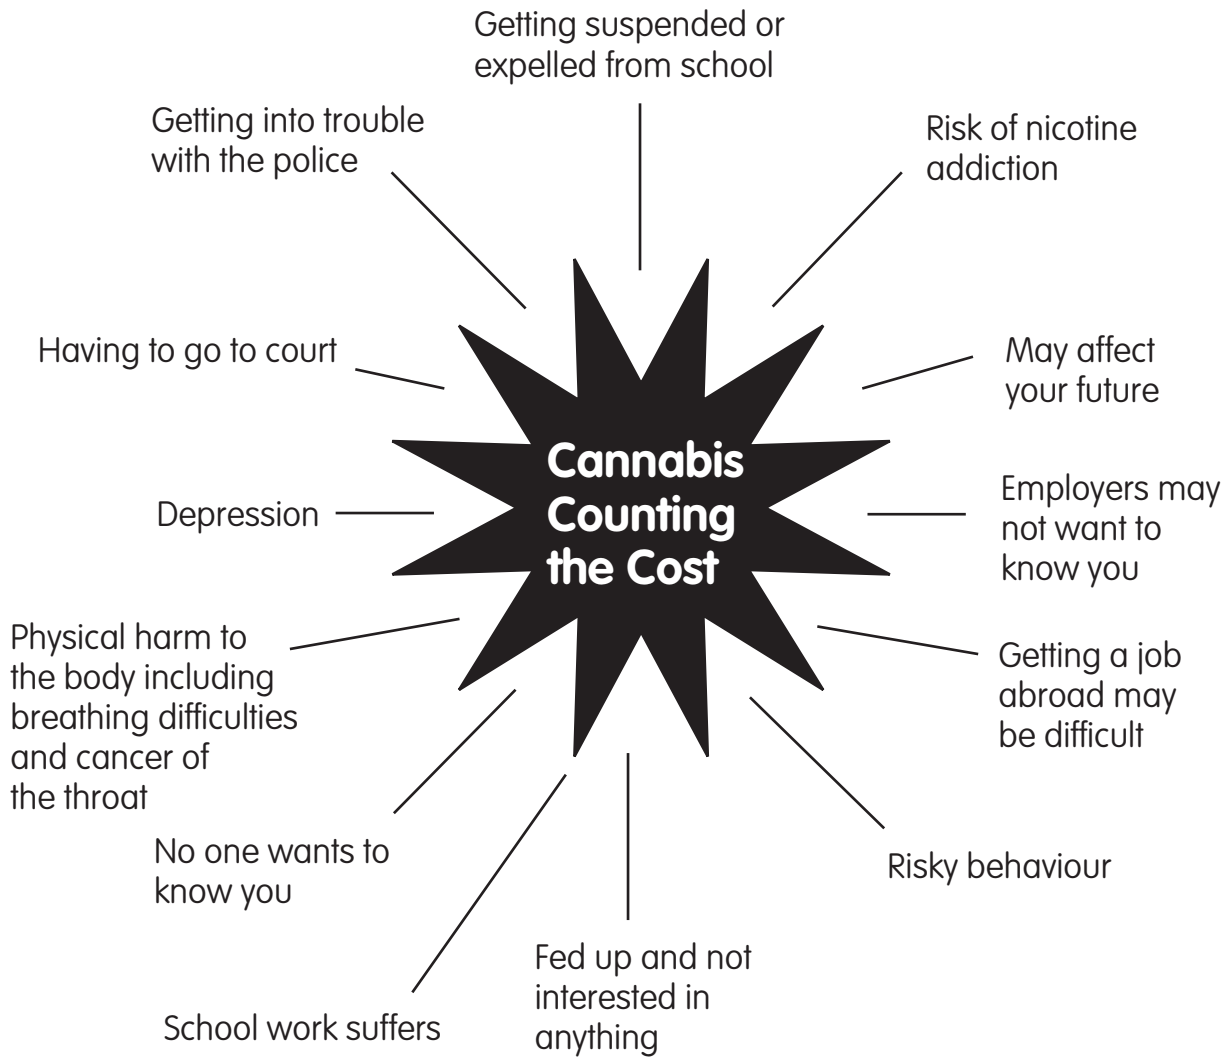 Getting suspended or
expelled from school
Getting into trouble
with the police
Risk of nicotine
addiction
Having to go to court
May affect
your future
Cannabis
Counting
the Cost
Depression
Employers may
not want to
know you
Physical harm to
the body including
breathing difficulties
and cancer of
the throat
Getting a job
abroad may
be difficult
No one wants to
know you
Risky behaviour
School work suffers
Fed up and not
interested in
anything